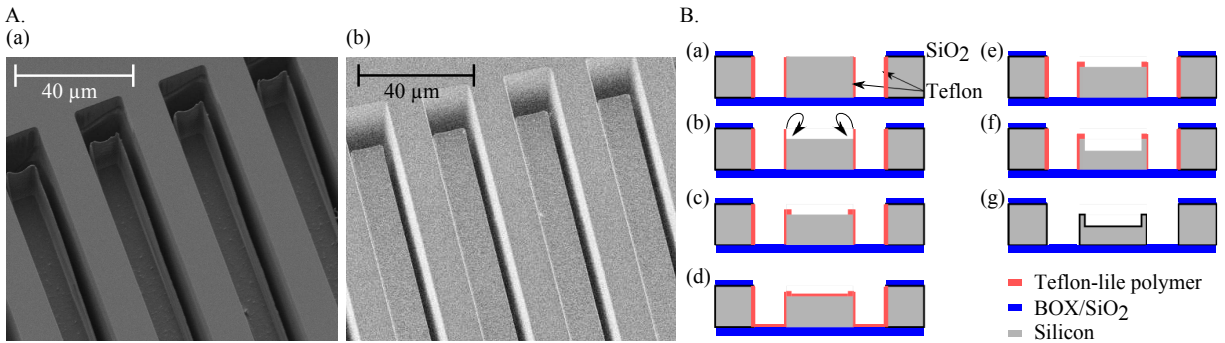 A.
(a)
(b)
40 µm
40 µm
B.
(a)
SiO2
Teflon
(b)
(c)
(d)
(e)
(f)
(g)
Teflon-lile polymer
BOX/SiO2
Silicon